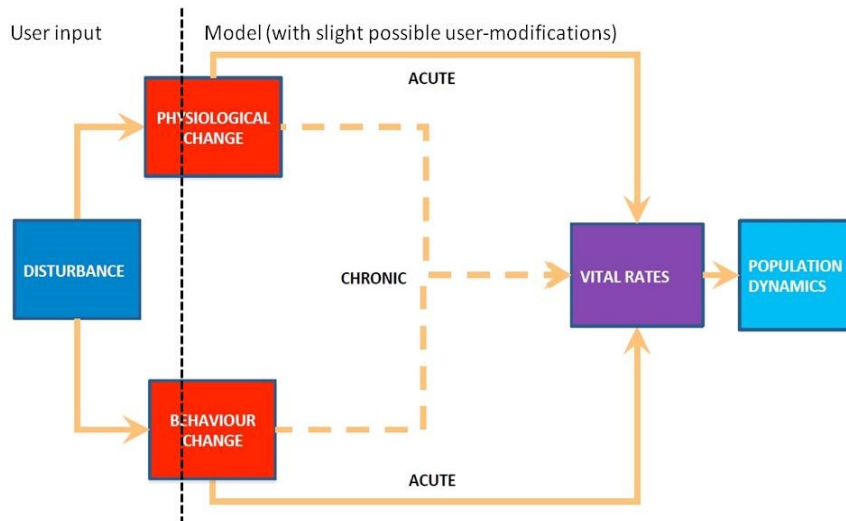 User input
Model (with slight possible user-modifications)
ACUTE
PHYSIOLOGICAL
CHANGE
DISTURBANCE
CHRONIC
VITAL RATES
POPULATION
DYNAMICS
BEHAVIOUR
CHANGE
ACUTE